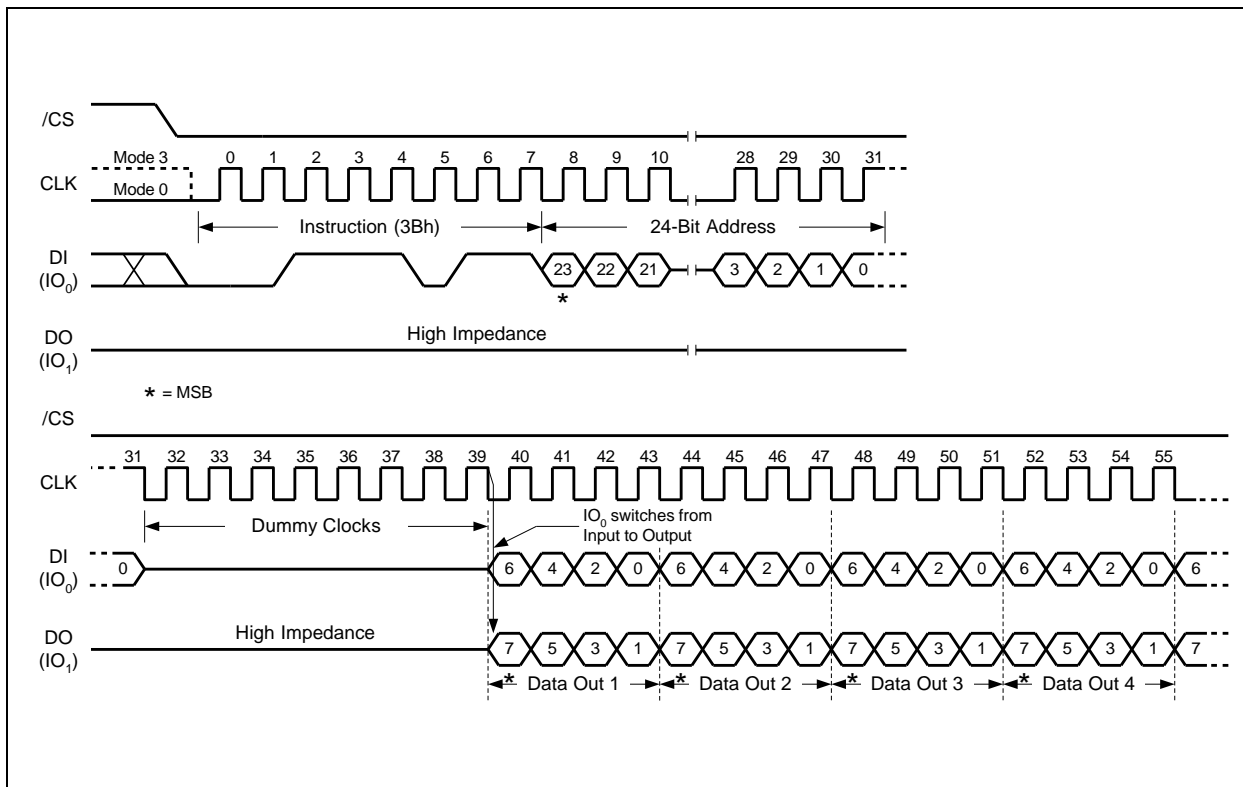 /CS
Mode 3 0 1 2 3 4 5 6 7 8 9 10 28 29 30 31
CLK
Mode 0
Instruction (3Bh) 24-Bit Address
DI
(IO₀)
23 22 21 3 2 1 0
*
DO
(IO₁)
High Impedance
* = MSB
/CS
31 32 33 34 35 36 37 38 39 40 41 42 43 44 45 46 47 48 49 50 51 52 53 54 55
CLK
Dummy Clocks
IO₀ switches from
Input to Output
DI
(IO₀)
0 6 4 2 0 6 4 2 0 6 4 2 0 6 4 2 0 6
DO
(IO₁)
High Impedance
7 5 3 1 7 5 3 1 7 5 3 1 7 5 3 1 7
* Data Out 1 * Data Out 2 * Data Out 3 * Data Out 4